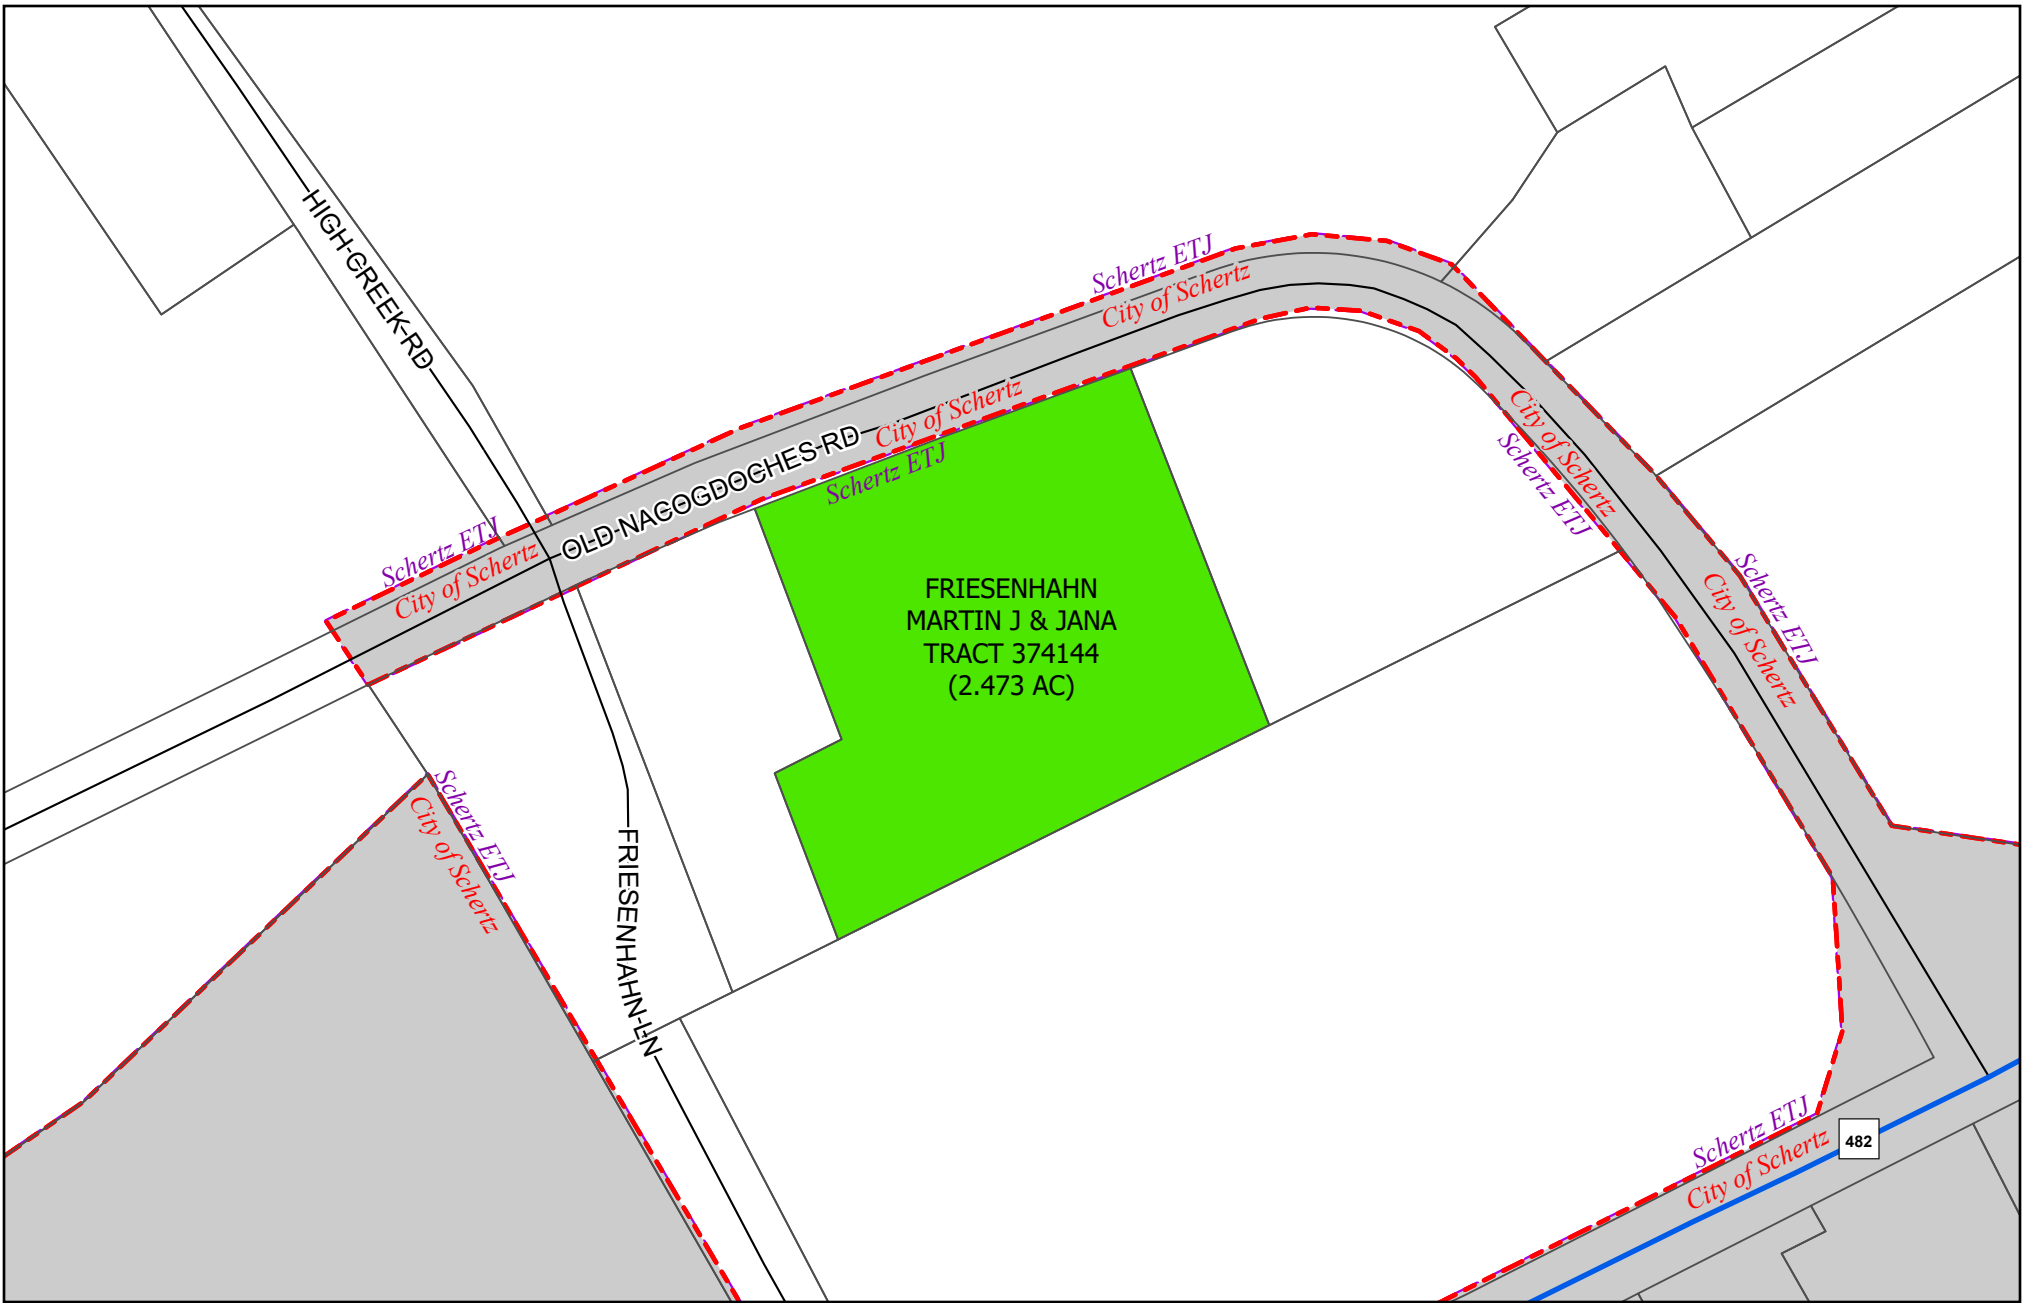 HIGH CREEK RD
Schertz ETJ
City of Schertz
City of Schertz
OLD NACOGDOCHES RD
Schertz ETJ
Schertz ETJ
City of Schertz
City of Schertz
Schertz ETJ
Schertz ETJ
City of Schertz
FRIESENHAHN
MARTIN J & JANA
TRACT 374144
(2.473 AC)
Schertz ETJ
City of Schertz
FRIESENHAHN LN
Schertz ETJ
City of Schertz
482